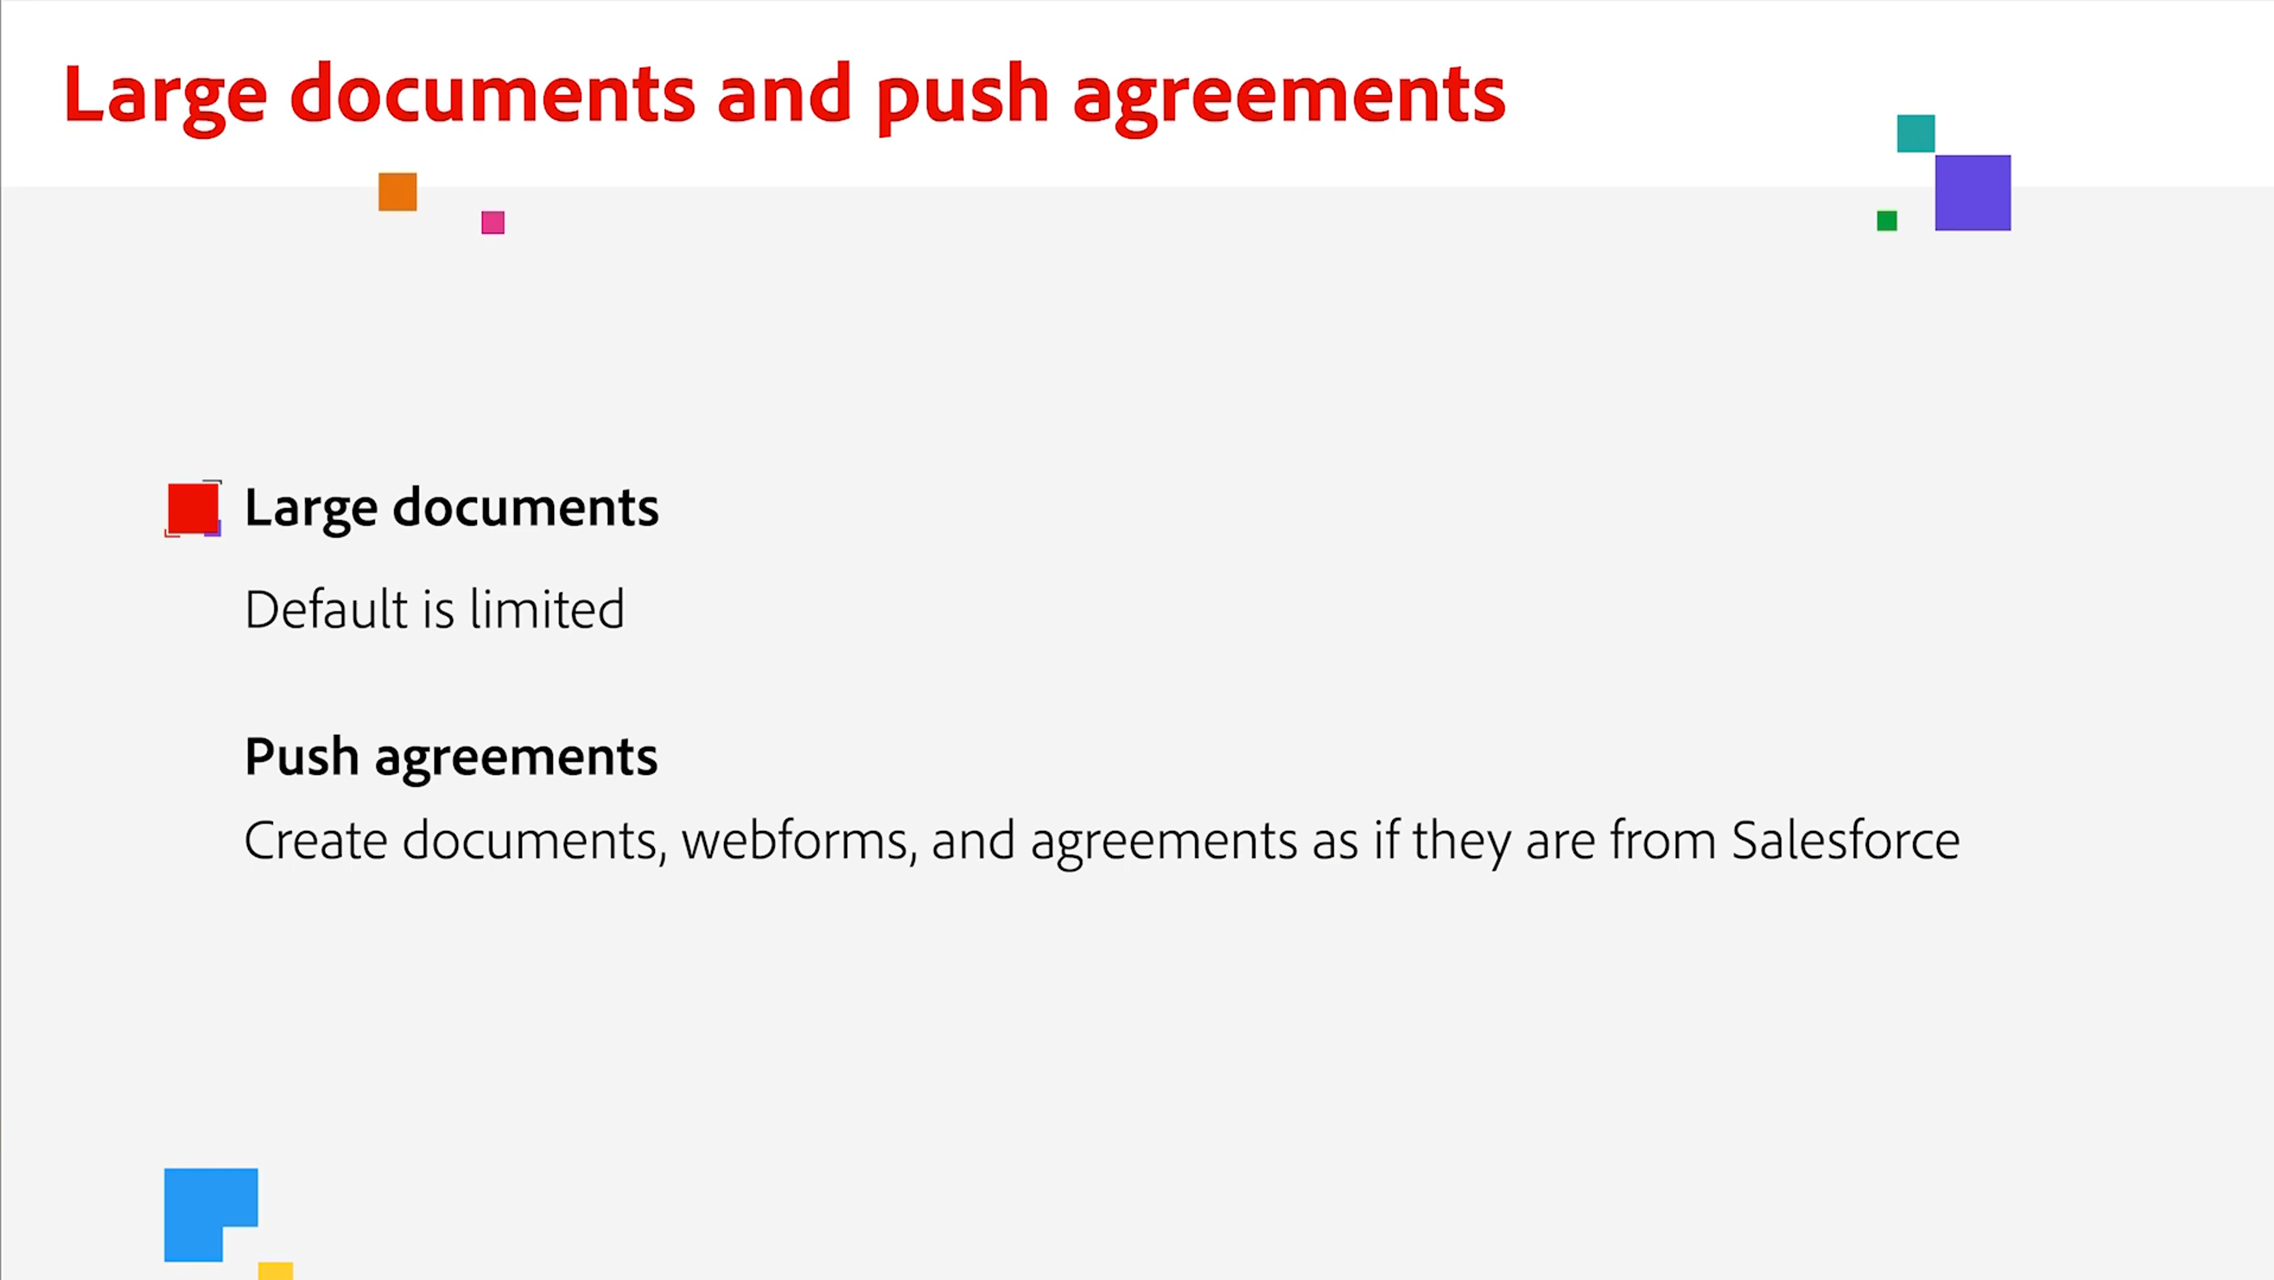 Large documents and push agreements
Large documents
Default is limited
Push agreements
Create documents, webforms, and agreements as if they are from Salesforce